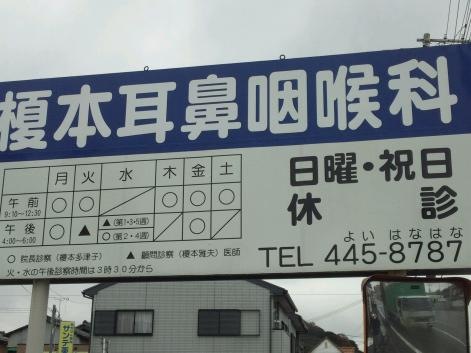 榎本耳鼻咽喉科
月 火 水 木 金 土
午前 9:10〜12:30 ○ ○ ○ ○ ○
午後 4:00〜6:00 ○ ▲ ▲(第1・3・5週) ○(第2・4週) ○ ○
○ 院長診察(榎本多津子) ▲ 顧問診察(榎本雅夫)医師
火・水の午後診察時間は3時30分から
日曜・祝日
休診
よい はなはな
TEL 445-8787
サンデ